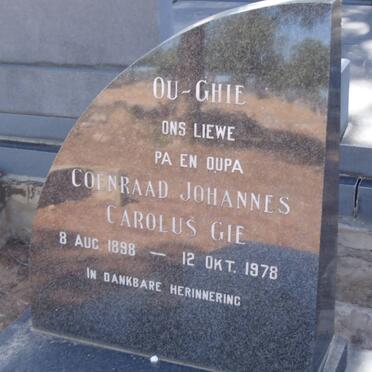 OU-GHIE
ONS LIEWE
PA EN OUPA
COENRAAD JOHANNES
CAROLUS GIE
8 AUG 1898 — 12 OKT. 1978
IN DANKBARE HERINNERING